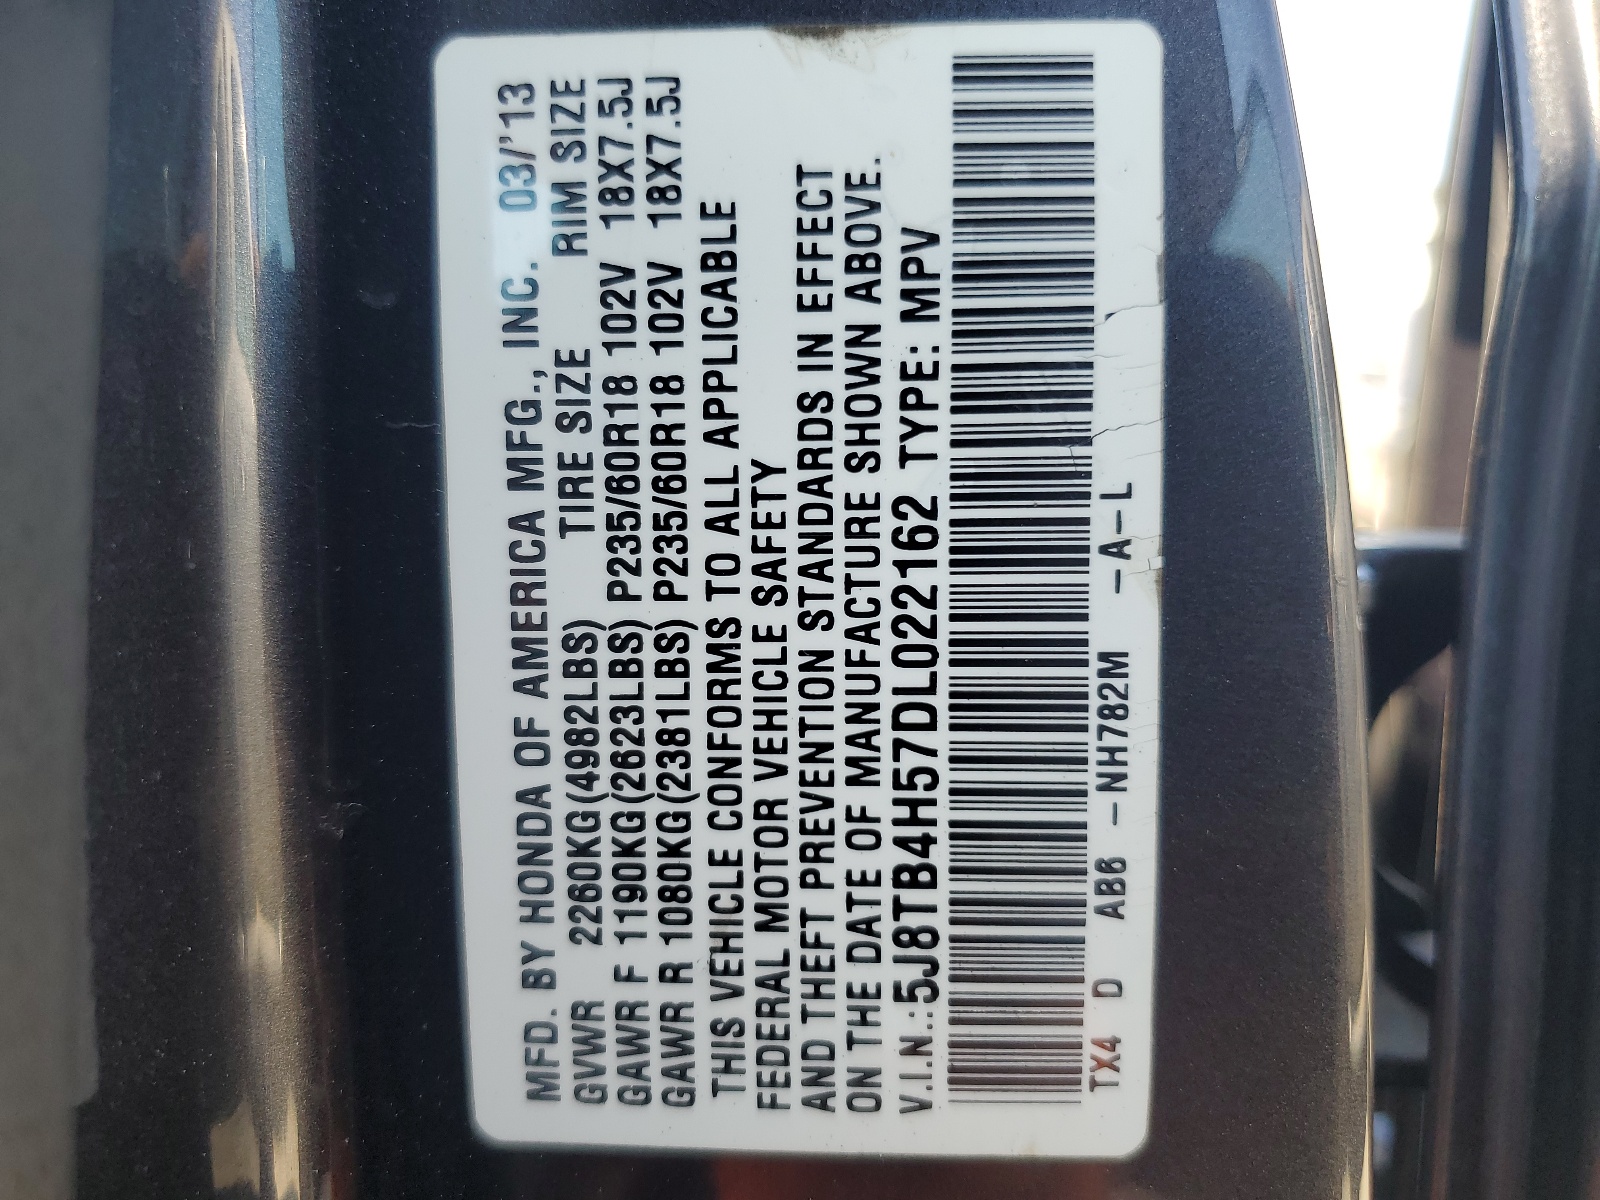 MFD. BY HONDA OF AMERICA MFG., INC. 03/'13
TIRE SIZE RIM SIZE
GVWR 2260KG(4982LBS)
GAWR F 1190KG(2623LBS) P235/60R18 102V 18X7.5J
GAWR R 1080KG(2381LBS) P235/60R18 102V 18X7.5J
THIS VEHICLE CONFORMS TO ALL APPLICABLE
FEDERAL MOTOR VEHICLE SAFETY
AND THEFT PREVENTION STANDARDS IN EFFECT
ON THE DATE OF MANUFACTURE SHOWN ABOVE.
V.I.N.:5J8TB4H57DL022162 TYPE: MPV
TX4 D AB6 -NH782M -A-L